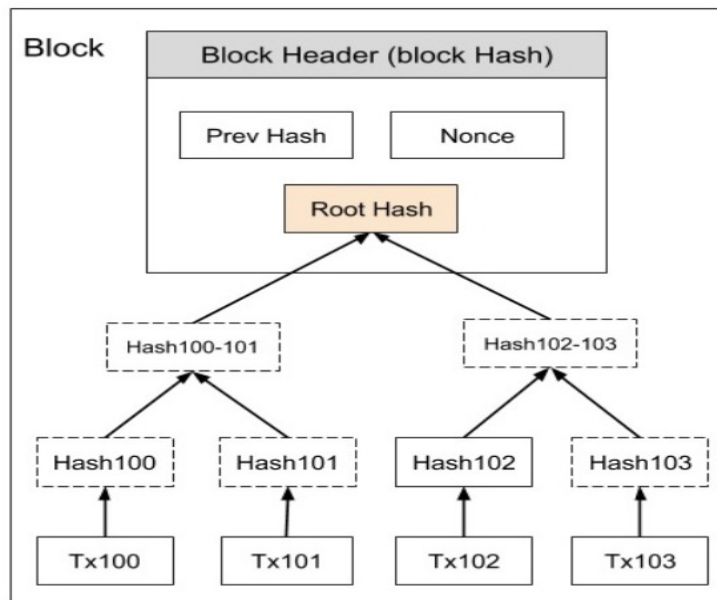 Block
Block Header (block Hash)
Prev Hash
Nonce
Root Hash
Hash100-101
Hash102-103
Hash100
Hash101
Hash102
Hash103
Tx100
Tx101
Tx102
Tx103